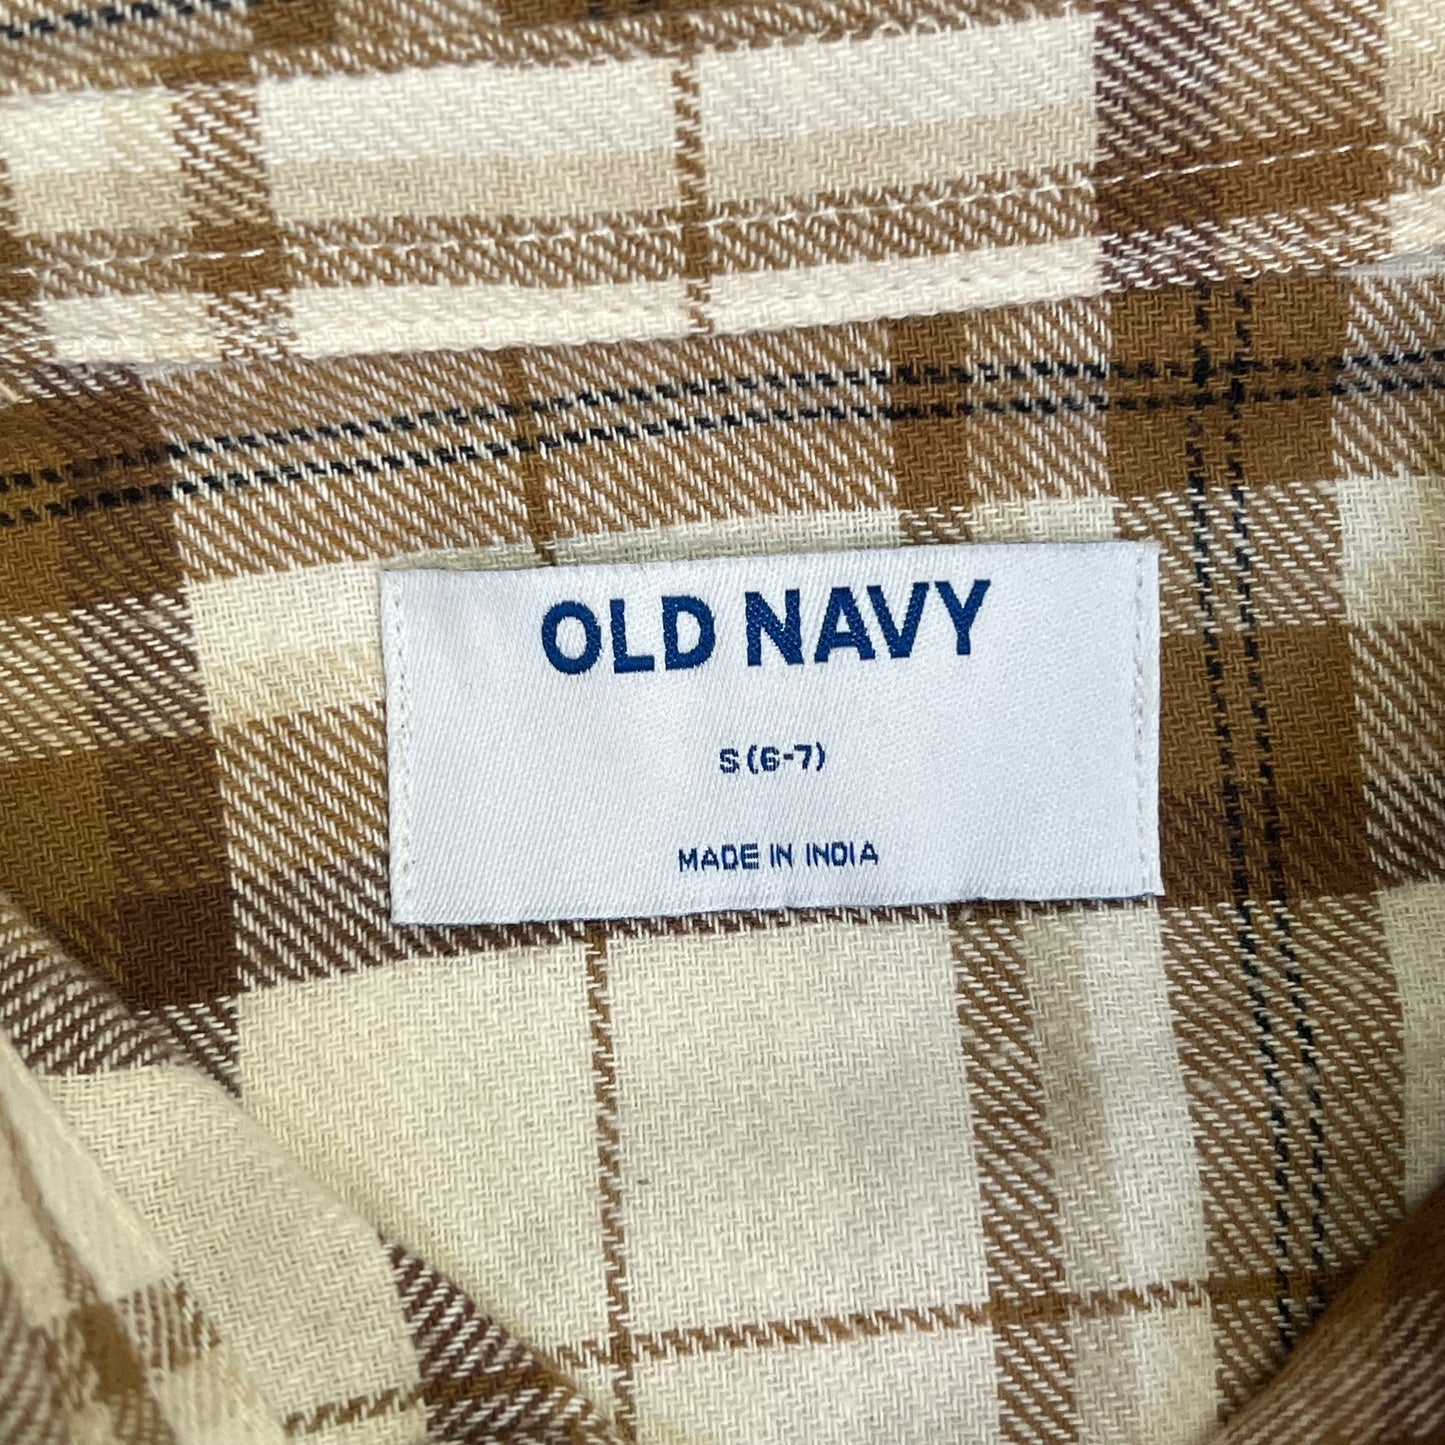 OLD NAVY
S (6-7)
MADE IN INDIA